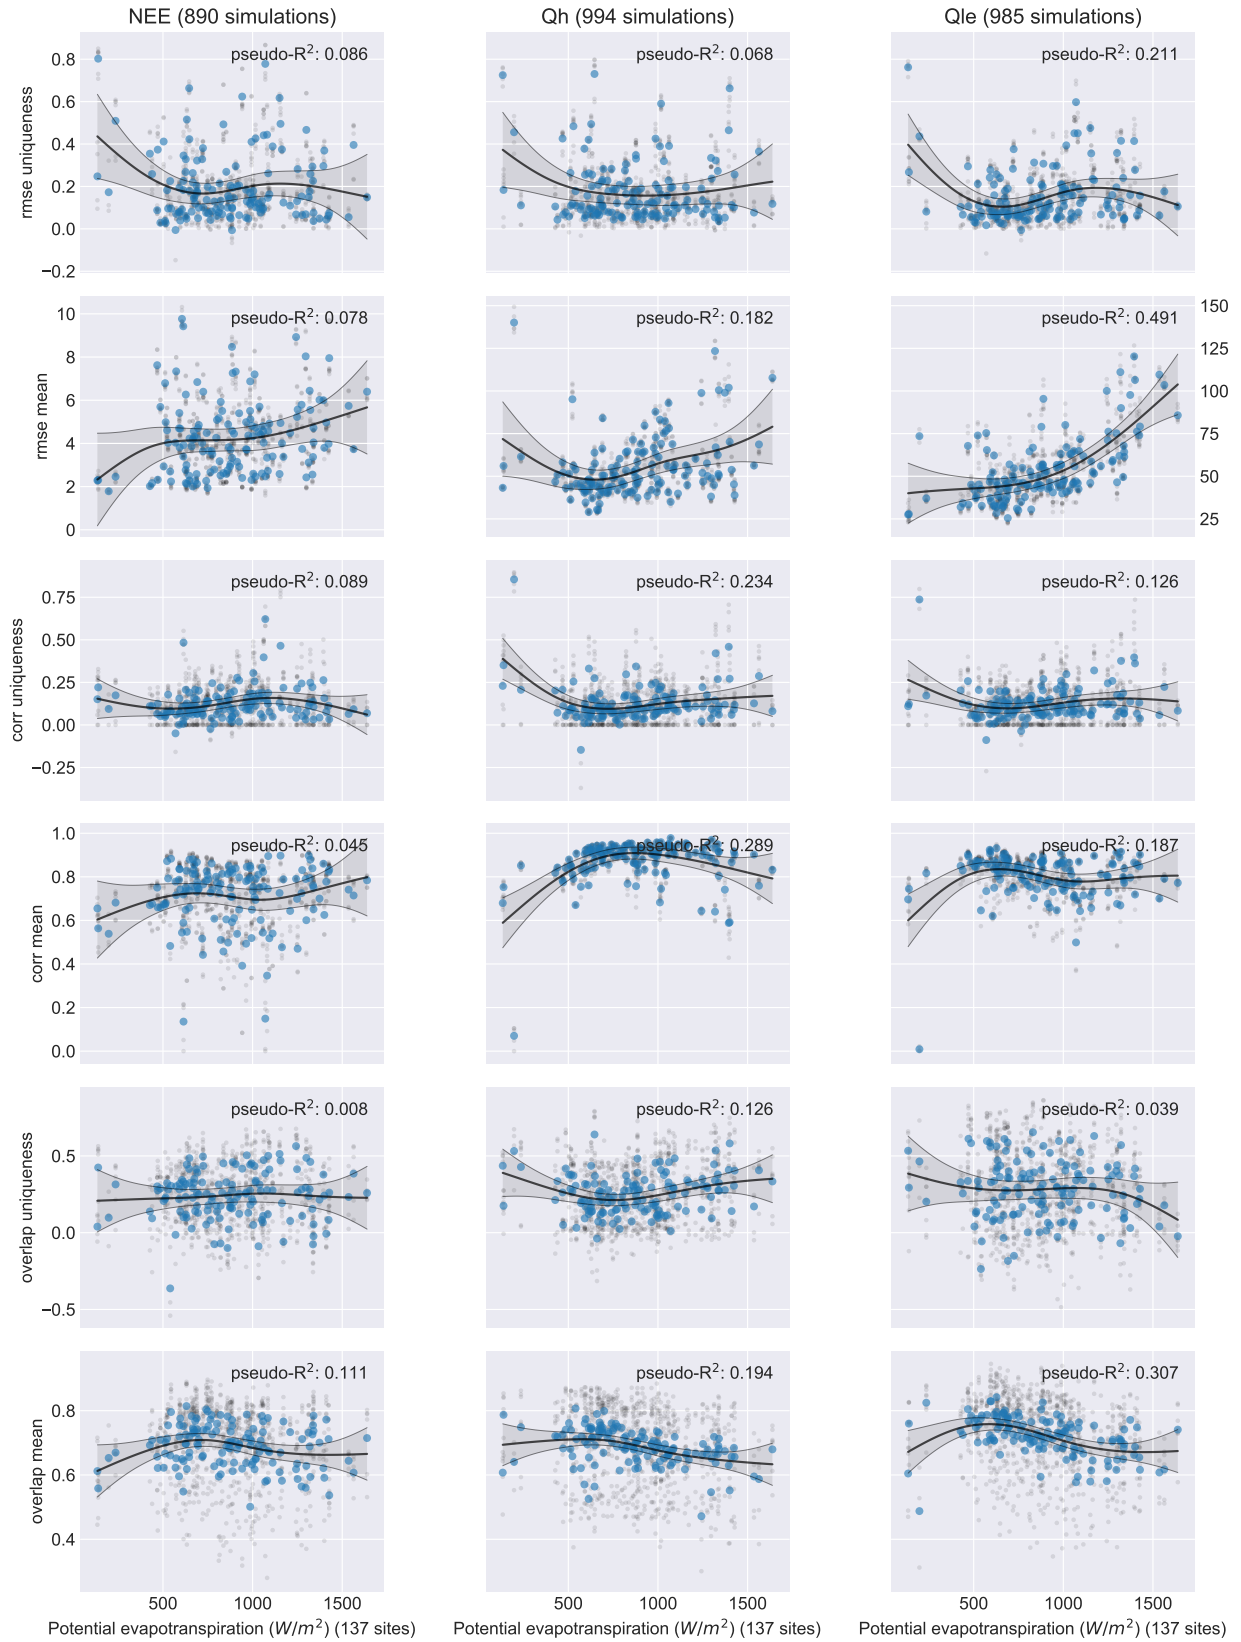 NEE (890 simulations) Qh (994 simulations) Qle (985 simulations)
pseudo-R²: 0.086 pseudo-R²: 0.068 pseudo-R²: 0.211
rmse uniqueness
0.8
0.6
0.4
0.2
0.0
−0.2
pseudo-R²: 0.078 pseudo-R²: 0.182 pseudo-R²: 0.491
rmse mean
10
8
6
4
2
0
150
125
100
75
50
25
pseudo-R²: 0.089 pseudo-R²: 0.234 pseudo-R²: 0.126
corr uniqueness
0.75
0.50
0.25
0.00
−0.25
pseudo-R²: 0.045 pseudo-R²: 0.289 pseudo-R²: 0.187
corr mean
1.0
0.8
0.6
0.4
0.2
0.0
pseudo-R²: 0.008 pseudo-R²: 0.126 pseudo-R²: 0.039
overlap uniqueness
0.5
0.0
−0.5
pseudo-R²: 0.111 pseudo-R²: 0.194 pseudo-R²: 0.307
overlap mean
0.8
0.6
0.4
500 1000 1500 500 1000 1500 500 1000 1500
Potential evapotranspiration (W/m²) (137 sites) Potential evapotranspiration (W/m²) (137 sites) Potential evapotranspiration (W/m²) (137 sites)